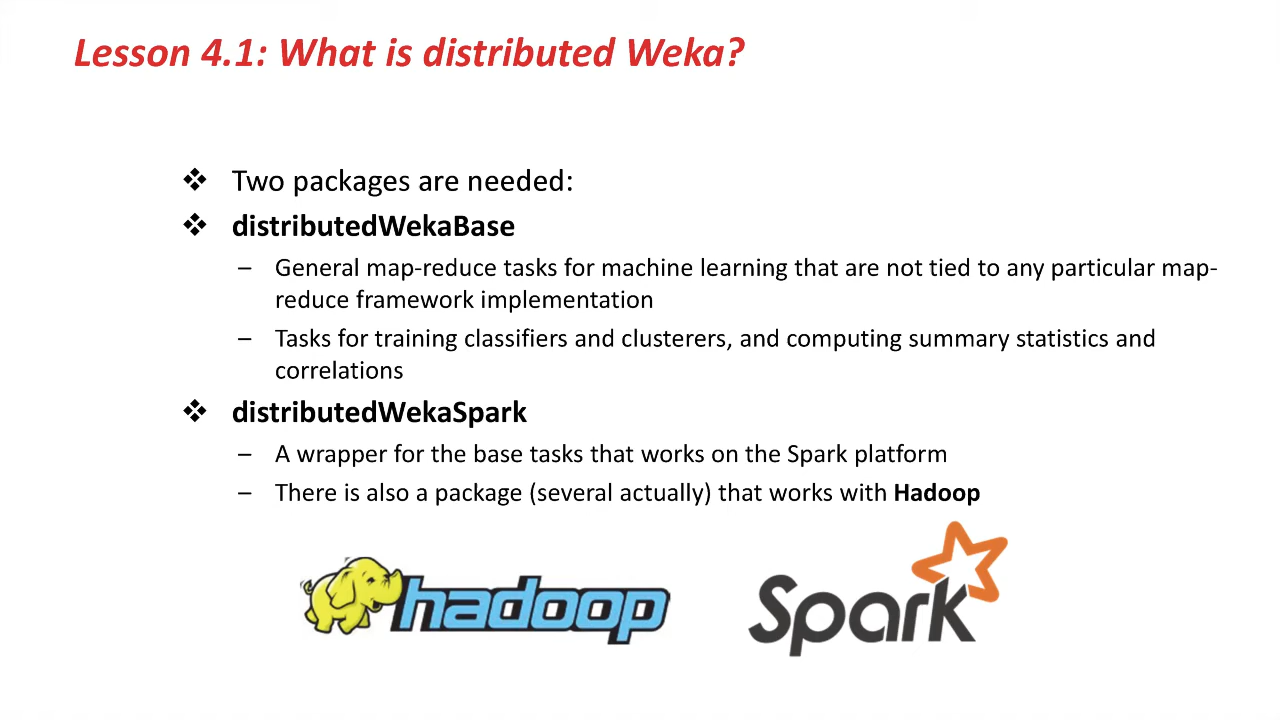 Lesson 4.1: What is distributed Weka?
❖ Two packages are needed:
❖ distributedWekaBase
– General map-reduce tasks for machine learning that are not tied to any particular map-
reduce framework implementation
– Tasks for training classifiers and clusterers, and computing summary statistics and
correlations
❖ distributedWekaSpark
– A wrapper for the base tasks that works on the Spark platform
– There is also a package (several actually) that works with Hadoop
hadoop
Spark